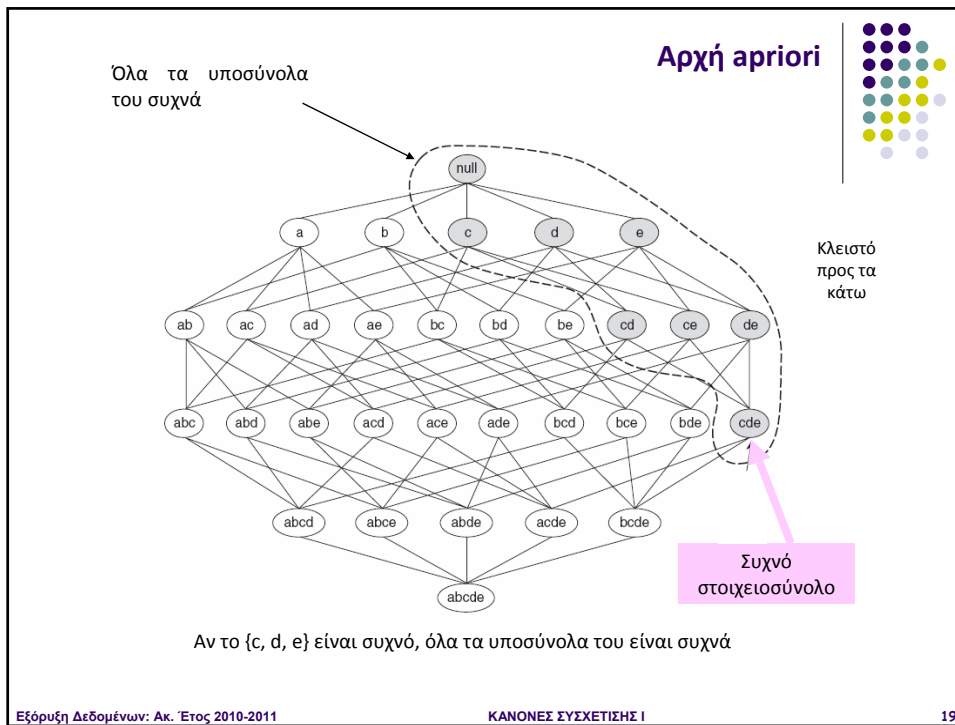 Αρχή apriori
Όλα τα υποσύνολα
του συχνά
null
a b c d e
Κλειστό
προς τα
κάτω
ab ac ad ae bc bd be cd ce de
abc abd abe acd ace ade bcd bce bde cde
abcd abce abde acde bcde
Συχνό
στοιχειοσύνολο
abcde
Αν το {c, d, e} είναι συχνό, όλα τα υποσύνολα του είναι συχνά
Εξόρυξη Δεδομένων: Ακ. Έτος 2010-2011 ΚΑΝΟΝΕΣ ΣΥΣΧΕΤΙΣΗΣ Ι 19